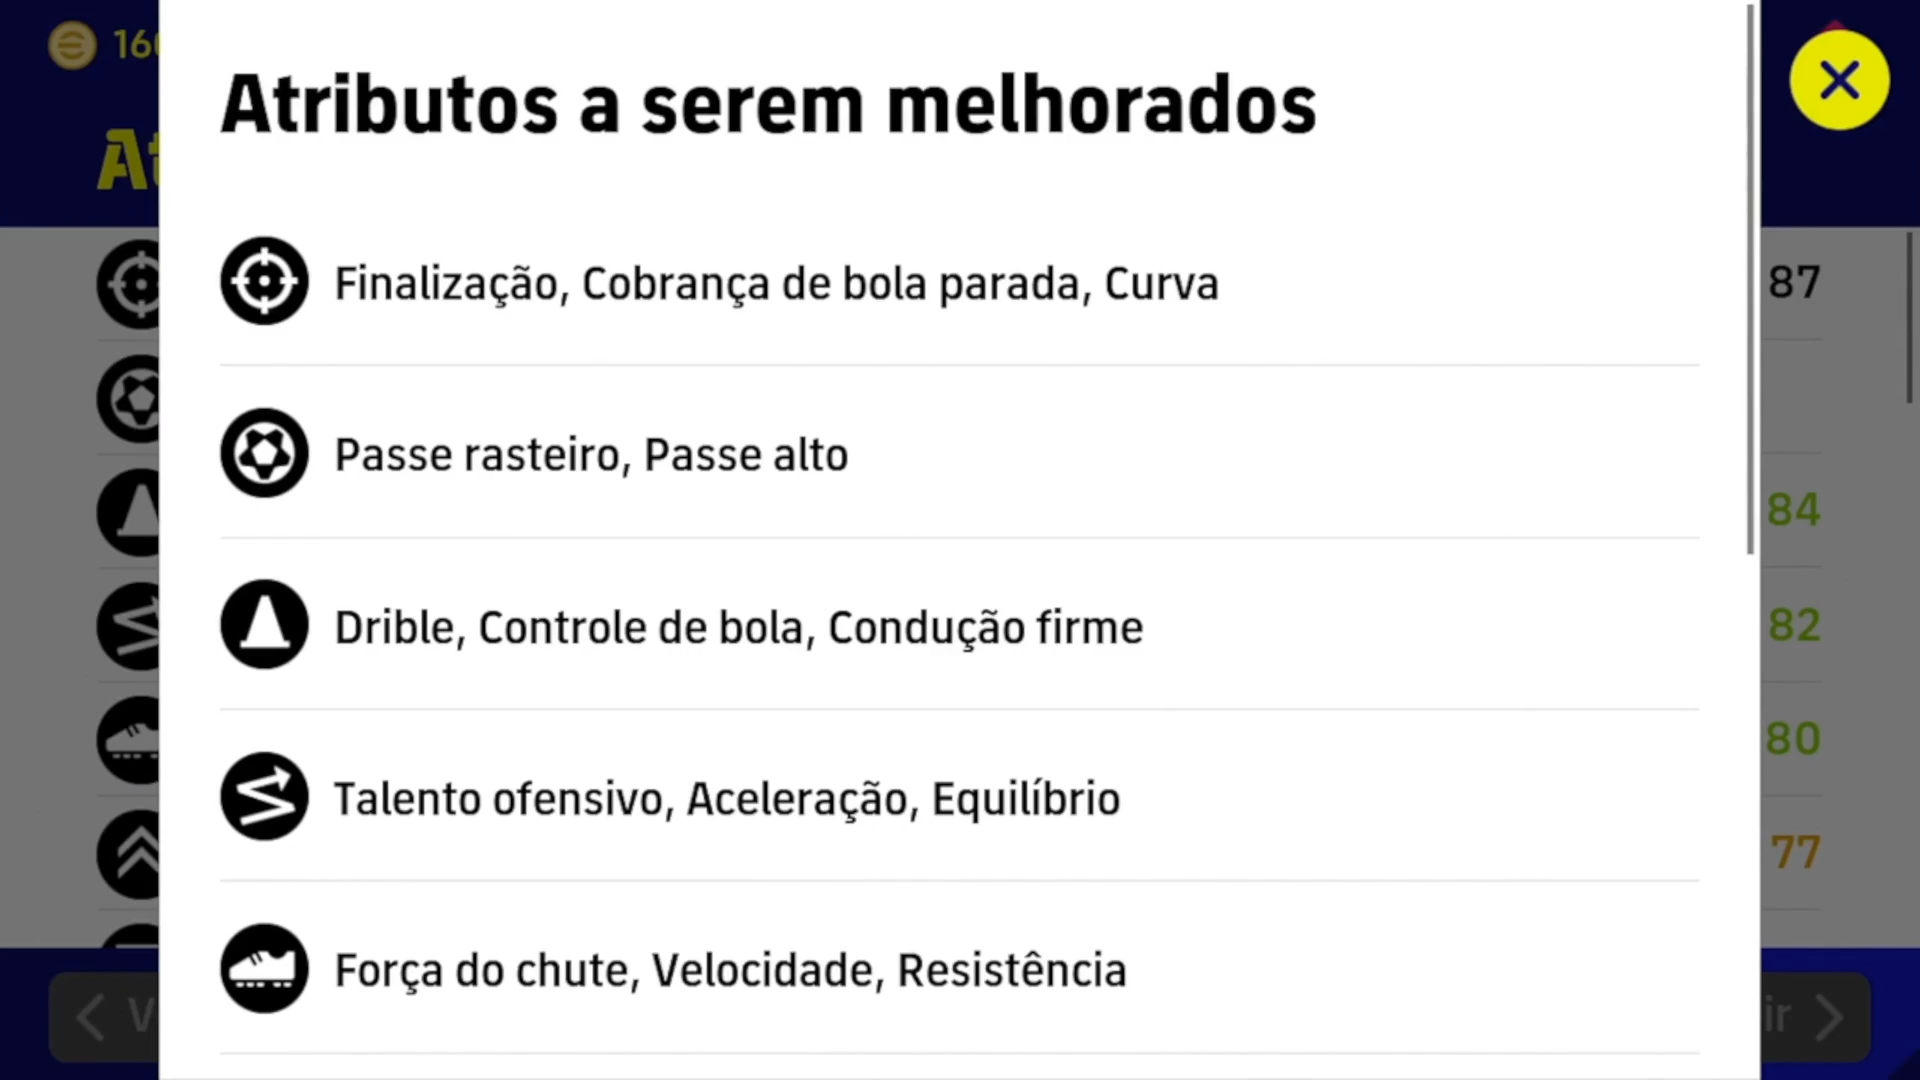 Atributos a serem melhorados
Finalização, Cobrança de bola parada, Curva
87
Passe rasteiro, Passe alto
84
Drible, Controle de bola, Condução firme
82
Talento ofensivo, Aceleração, Equilíbrio
80
77
Força do chute, Velocidade, Resistência